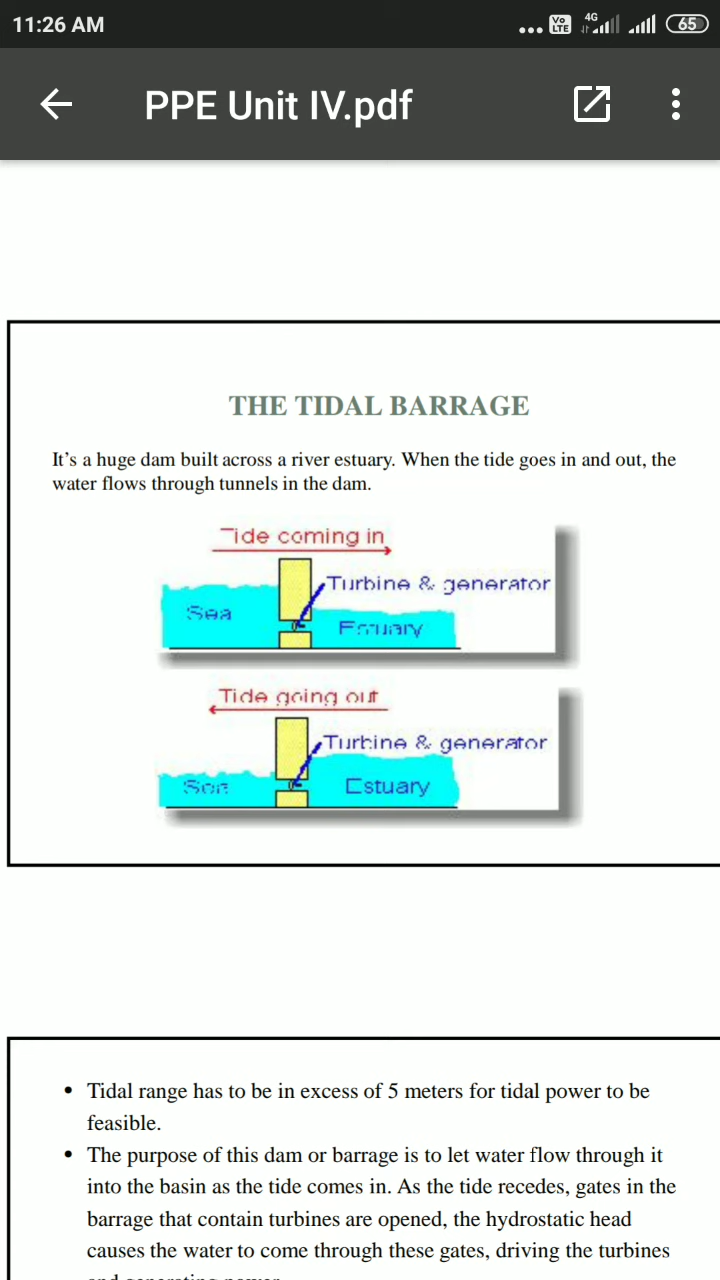 11:26 AM
Vo LTE 4G 65
PPE Unit IV.pdf
THE TIDAL BARRAGE
It's a huge dam built across a river estuary. When the tide goes in and out, the
water flows through tunnels in the dam.
Tide coming in
Turbine & generator
Sea
Estuary
Tide going out
Turbine & generator
Sea
Estuary
• Tidal range has to be in excess of 5 meters for tidal power to be
feasible.
• The purpose of this dam or barrage is to let water flow through it
into the basin as the tide comes in. As the tide recedes, gates in the
barrage that contain turbines are opened, the hydrostatic head
causes the water to come through these gates, driving the turbines